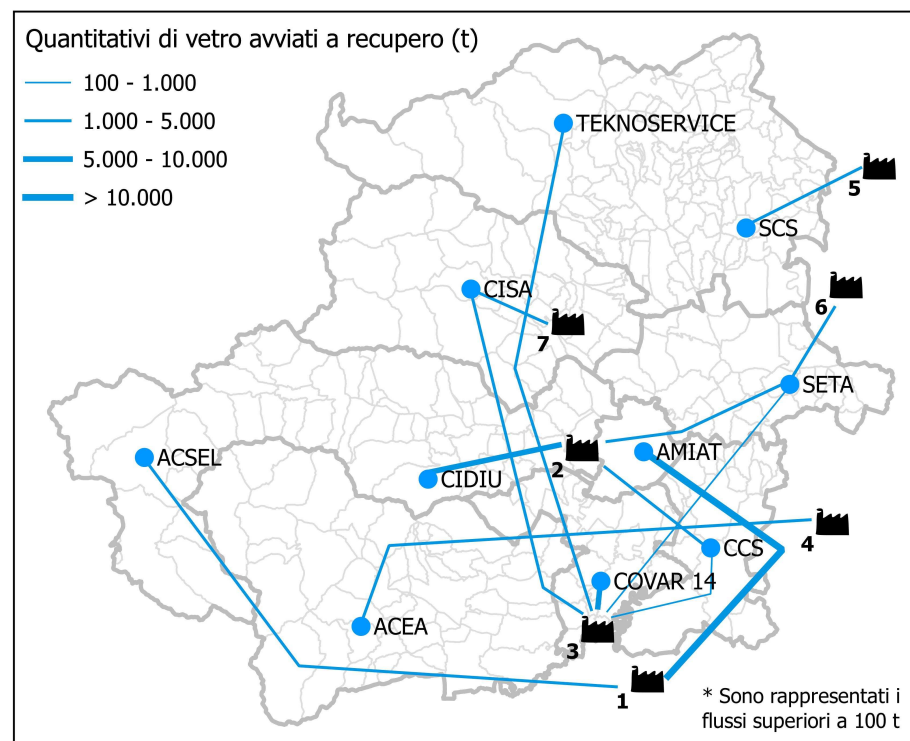 Quantitativi di vetro avviati a recupero (t)
100 - 1.000
1.000 - 5.000
5.000 - 10.000
> 10.000
TEKNOSERVICE
5
SCS
CISA
6
7
SETA
ACSEL
AMIAT
2
CIDIU
4
CCS
COVAR 14
ACEA
3
1
* Sono rappresentati i
flussi superiori a 100 t